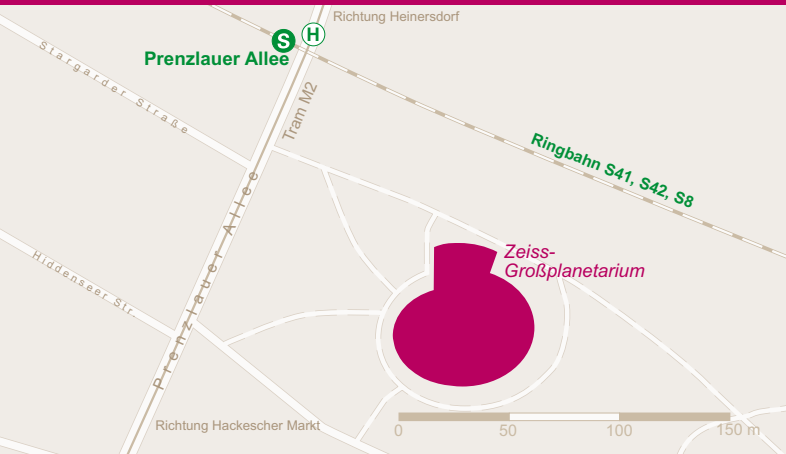 Richtung Heinersdorf
S
H
Prenzlauer Allee
Stargarder Straße
Tram M2
Ringbahn S41, S42, S8
Prenzlauer Allee
Zeiss-
Großplanetarium
Hiddenseer Str.
Richtung Hackescher Markt
0 50 100 150 m